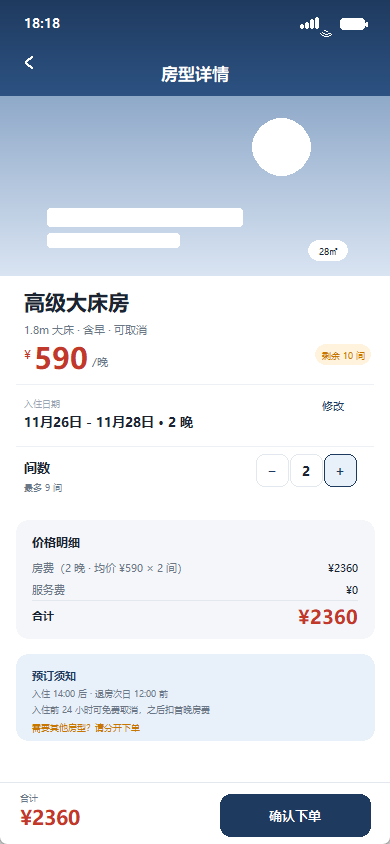 18:18
房型详情
28㎡
高级大床房
1.8m 大床 · 含早 · 可取消
¥ 590 /晚
剩余 10 间
入住日期
修改
11月26日 - 11月28日 • 2 晚
间数
− 2 +
最多 9 间
价格明细
房费（2 晚 · 均价 ¥590 × 2 间） ¥2360
服务费 ¥0
合计 ¥2360
预订须知
入住 14:00 后 · 退房次日 12:00 前
入住前 24 小时可免费取消，之后扣首晚房费
需要其他房型？请分开下单
合计
¥2360
确认下单